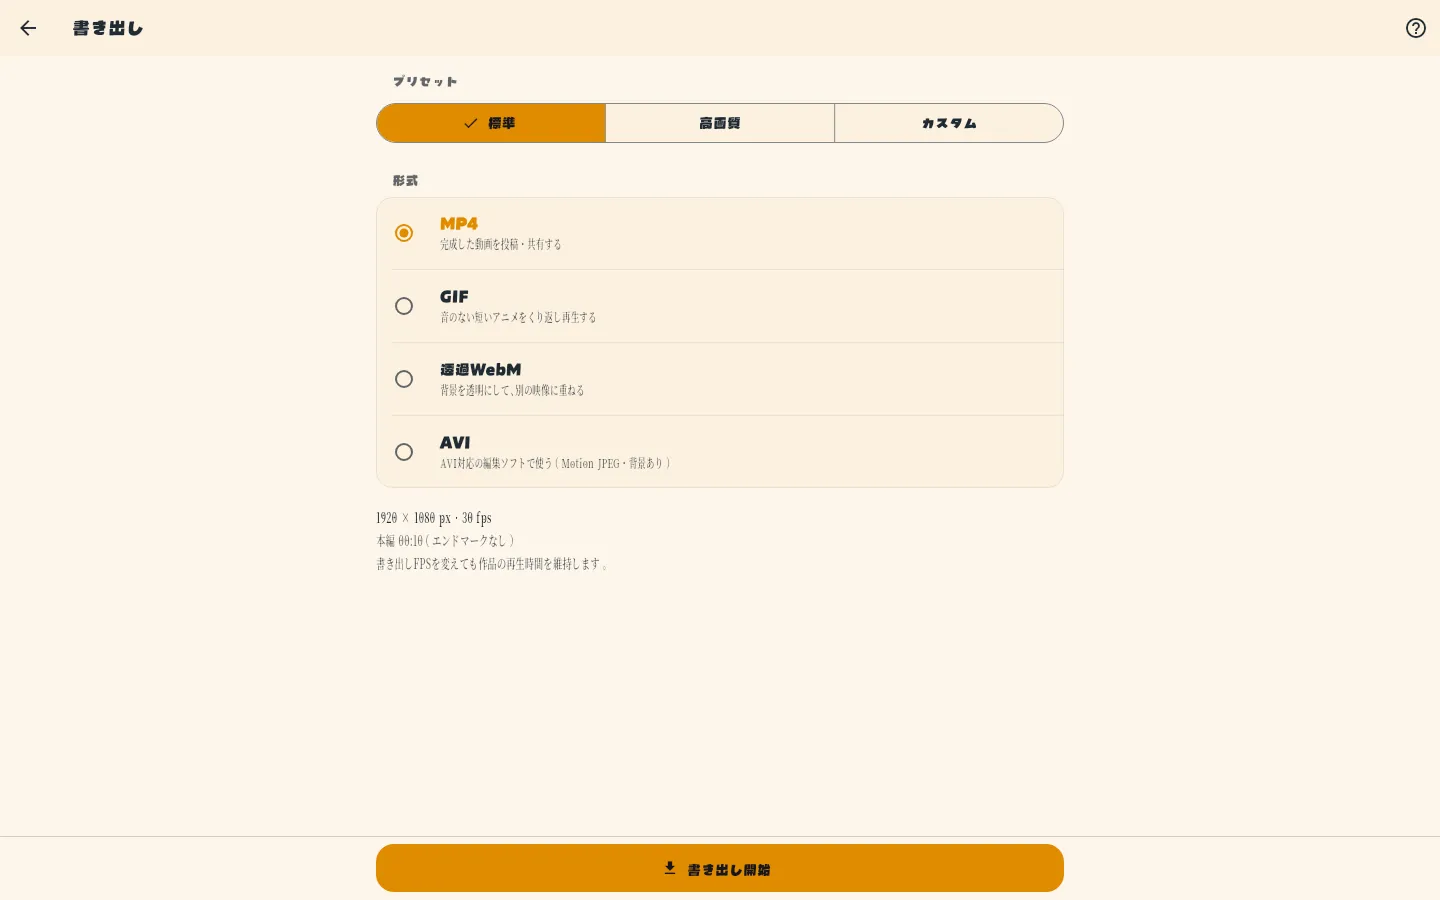 書き出し
プリセット
標準
高画質
カスタム
形式
MP4
完成した動画を投稿・共有する
GIF
音のない短いアニメをくり返し再生する
透過WebM
背景を透明にして、別の映像に重ねる
AVI
AVI対応の編集ソフトで使う(Motion JPEG・背景あり)
1920 × 1080 px・30 fps
本編 00:10(エンドマークなし)
書き出しFPSを変えても作品の再生時間を維持します。
書き出し開始